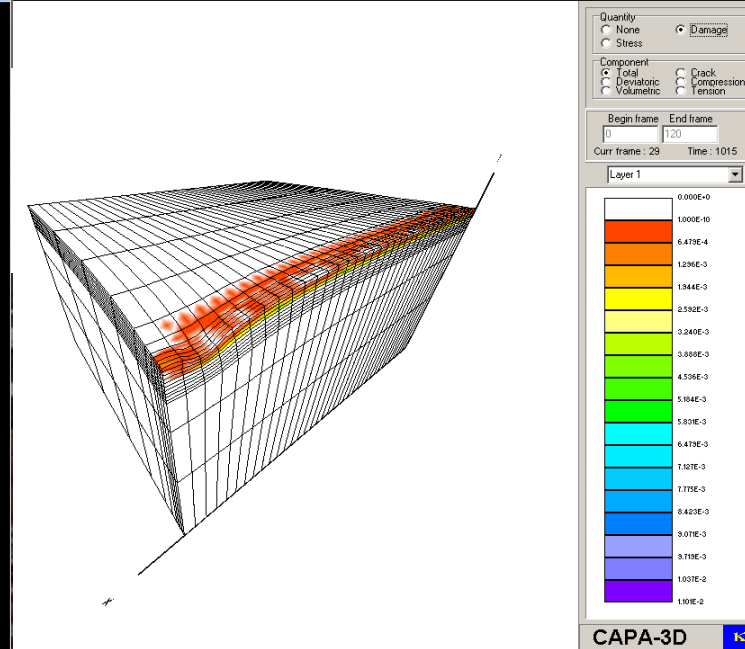 Quantity
None Damage
Stress
Component
Total Crack
Deviatoric Compression
Volumetric Tension
Begin frame End frame
0 120
Curr frame : 29 Time : 1015
Layer 1
0.000E+0
1.000E-10
6.479E-4
1.296E-3
1.944E-3
2.592E-3
3.240E-3
3.888E-3
4.536E-3
5.184E-3
5.831E-3
6.479E-3
7.127E-3
7.775E-3
8.423E-3
9.071E-3
9.719E-3
1.037E-2
1.101E-2
CAPA-3D